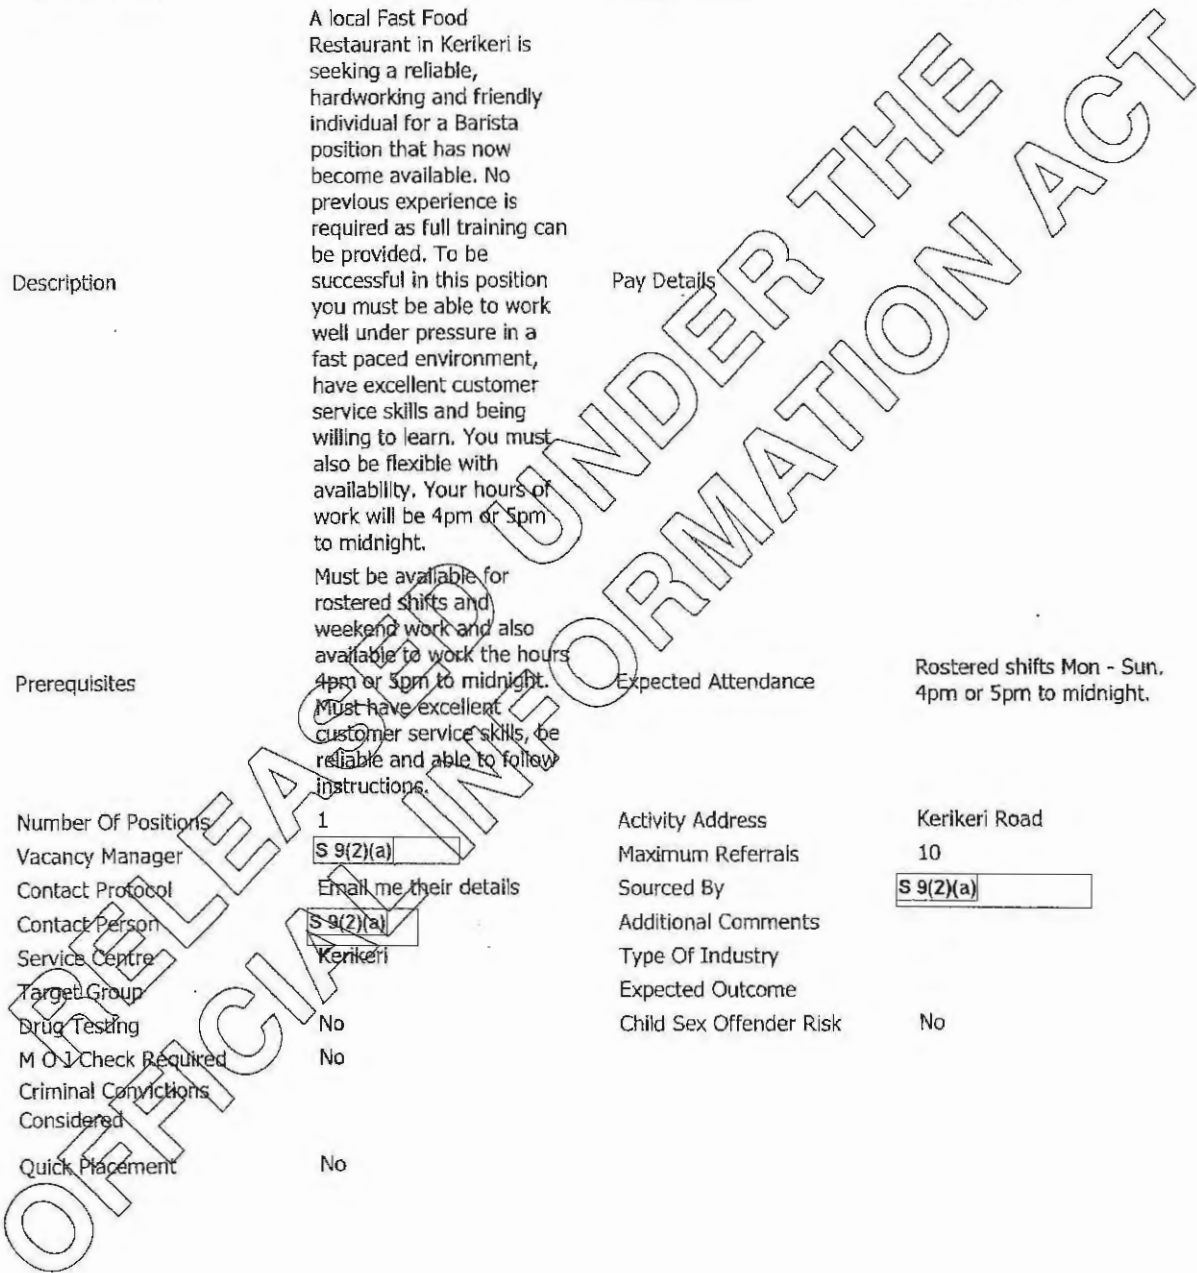 A local Fast Food
Restaurant in Kerikeri is
seeking a reliable,
hardworking and friendly
individual for a Barista
position that has now
become available. No
previous experience is
required as full training can
be provided. To be
Description successful in this position Pay Details
you must be able to work
well under pressure in a
fast paced environment,
have excellent customer
service skills and being
willing to learn. You must
also be flexible with
availability. Your hours of
work will be 4pm or 5pm
to midnight.
Must be available for
rostered shifts and
weekend work and also
available to work the hours
Prerequisites 4pm or 5pm to midnight. Expected Attendance Rostered shifts Mon - Sun.
4pm or 5pm to midnight.
Must have excellent
customer service skills, be
reliable and able to follow
instructions.
Number Of Positions 1 Activity Address Kerikeri Road
Vacancy Manager S 9(2)(a) Maximum Referrals 10
Contact Protocol Email me their details Sourced By S 9(2)(a)
Contact Person S 9(2)(a) Additional Comments
Service Centre Kerikeri Type Of Industry
Target Group Expected Outcome
Drug Testing No Child Sex Offender Risk No
M O J Check Required No
Criminal Convictions
Considered
Quick Placement No
RELEASED UNDER THE
OFFICIAL INFORMATION ACT